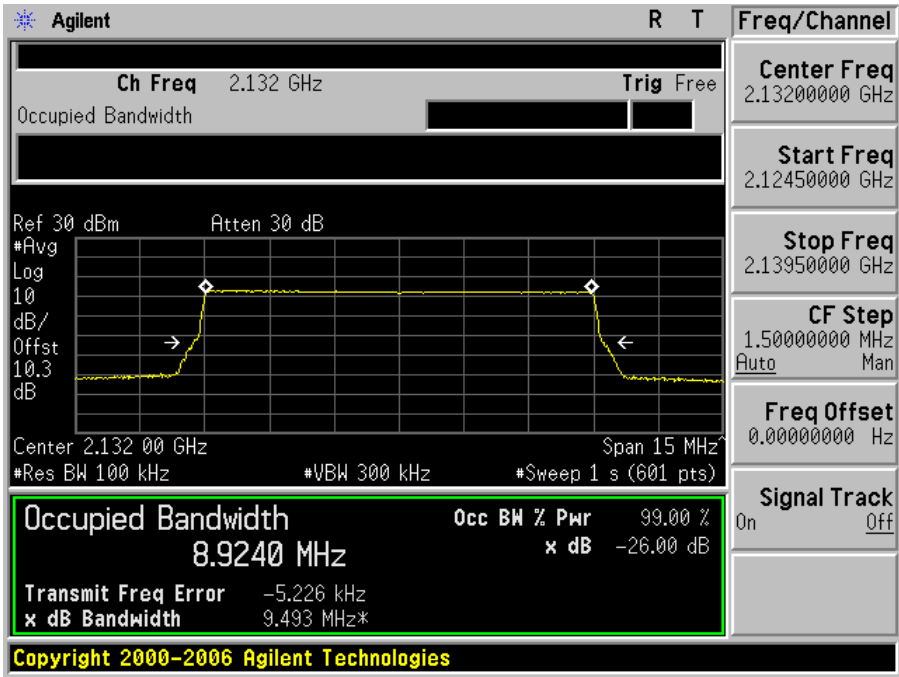 Agilent R T
Ch Freq 2.132 GHz Trig Free
Occupied Bandwidth
Ref 30 dBm Atten 30 dB
#Avg
Log
10
dB/
Offst
10.3
dB
Center 2.132 00 GHz Span 15 MHz^
#Res BW 100 kHz #VBW 300 kHz #Sweep 1 s (601 pts)
Occupied Bandwidth Occ BW % Pwr 99.00 %
8.9240 MHz x dB -26.00 dB
Transmit Freq Error -5.226 kHz
x dB Bandwidth 9.493 MHz*
Copyright 2000-2006 Agilent Technologies
Freq/Channel
Center Freq
2.13200000 GHz
Start Freq
2.12450000 GHz
Stop Freq
2.13950000 GHz
CF Step
1.50000000 MHz
Auto Man
Freq Offset
0.00000000 Hz
Signal Track
On Off